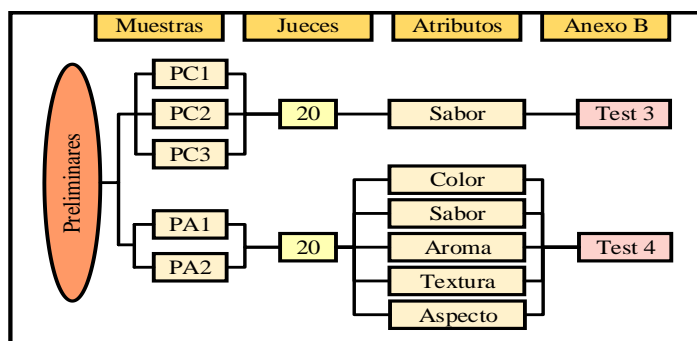 Muestras Jueces Atributos Anexo B
Preliminares
PC1
PC2 20 Sabor Test 3
PC3
Color
PA1 Sabor
20 Aroma Test 4
PA2 Textura
Aspecto